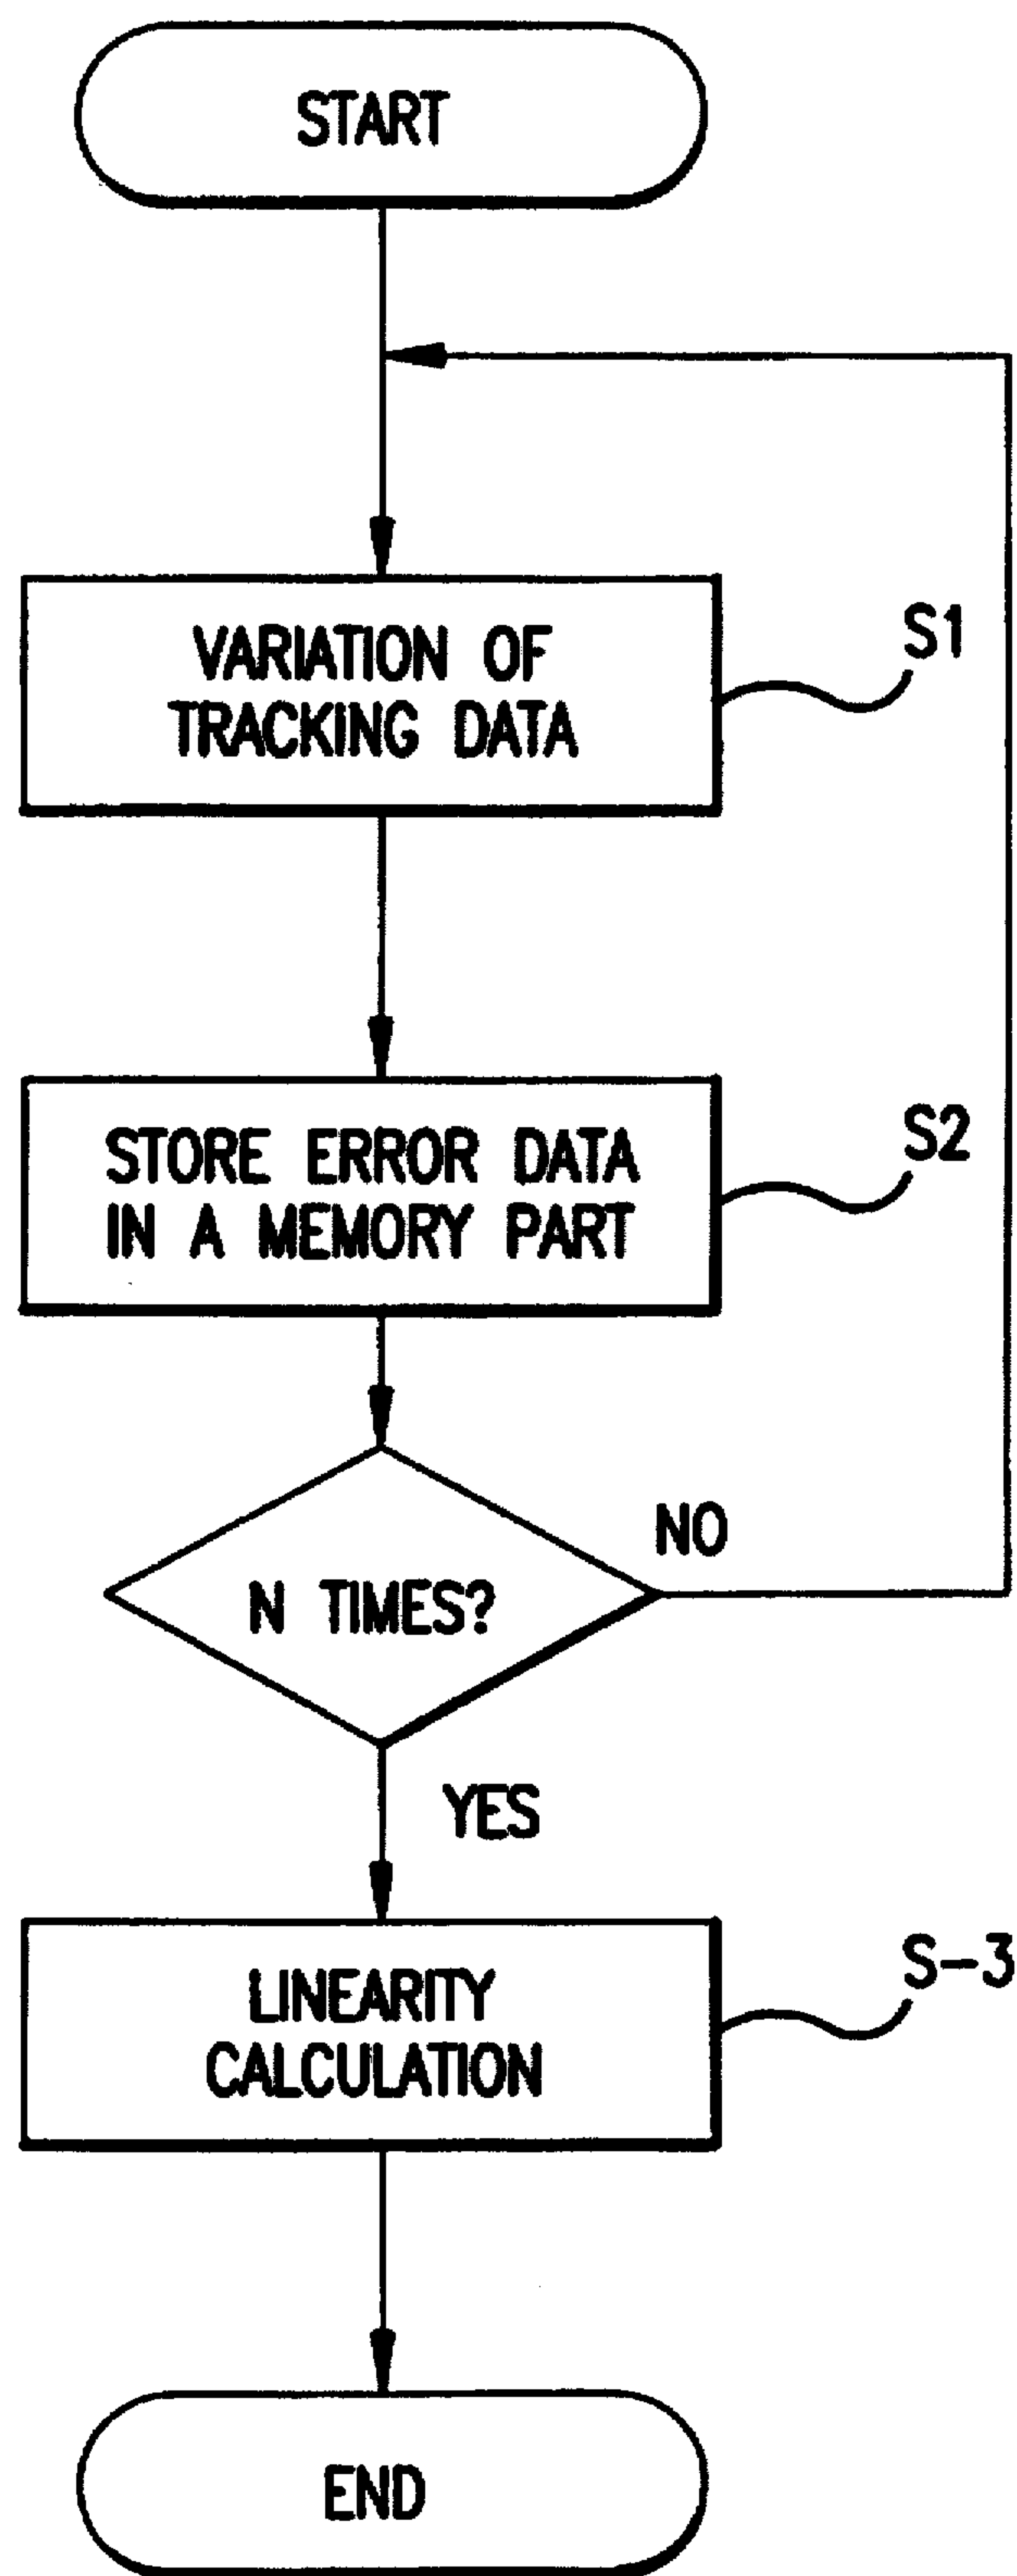 START
VARIATION OF
TRACKING DATA
S1
STORE ERROR DATA
IN A MEMORY PART
S2
N TIMES?
NO
YES
LINEARITY
CALCULATION
S-3
END